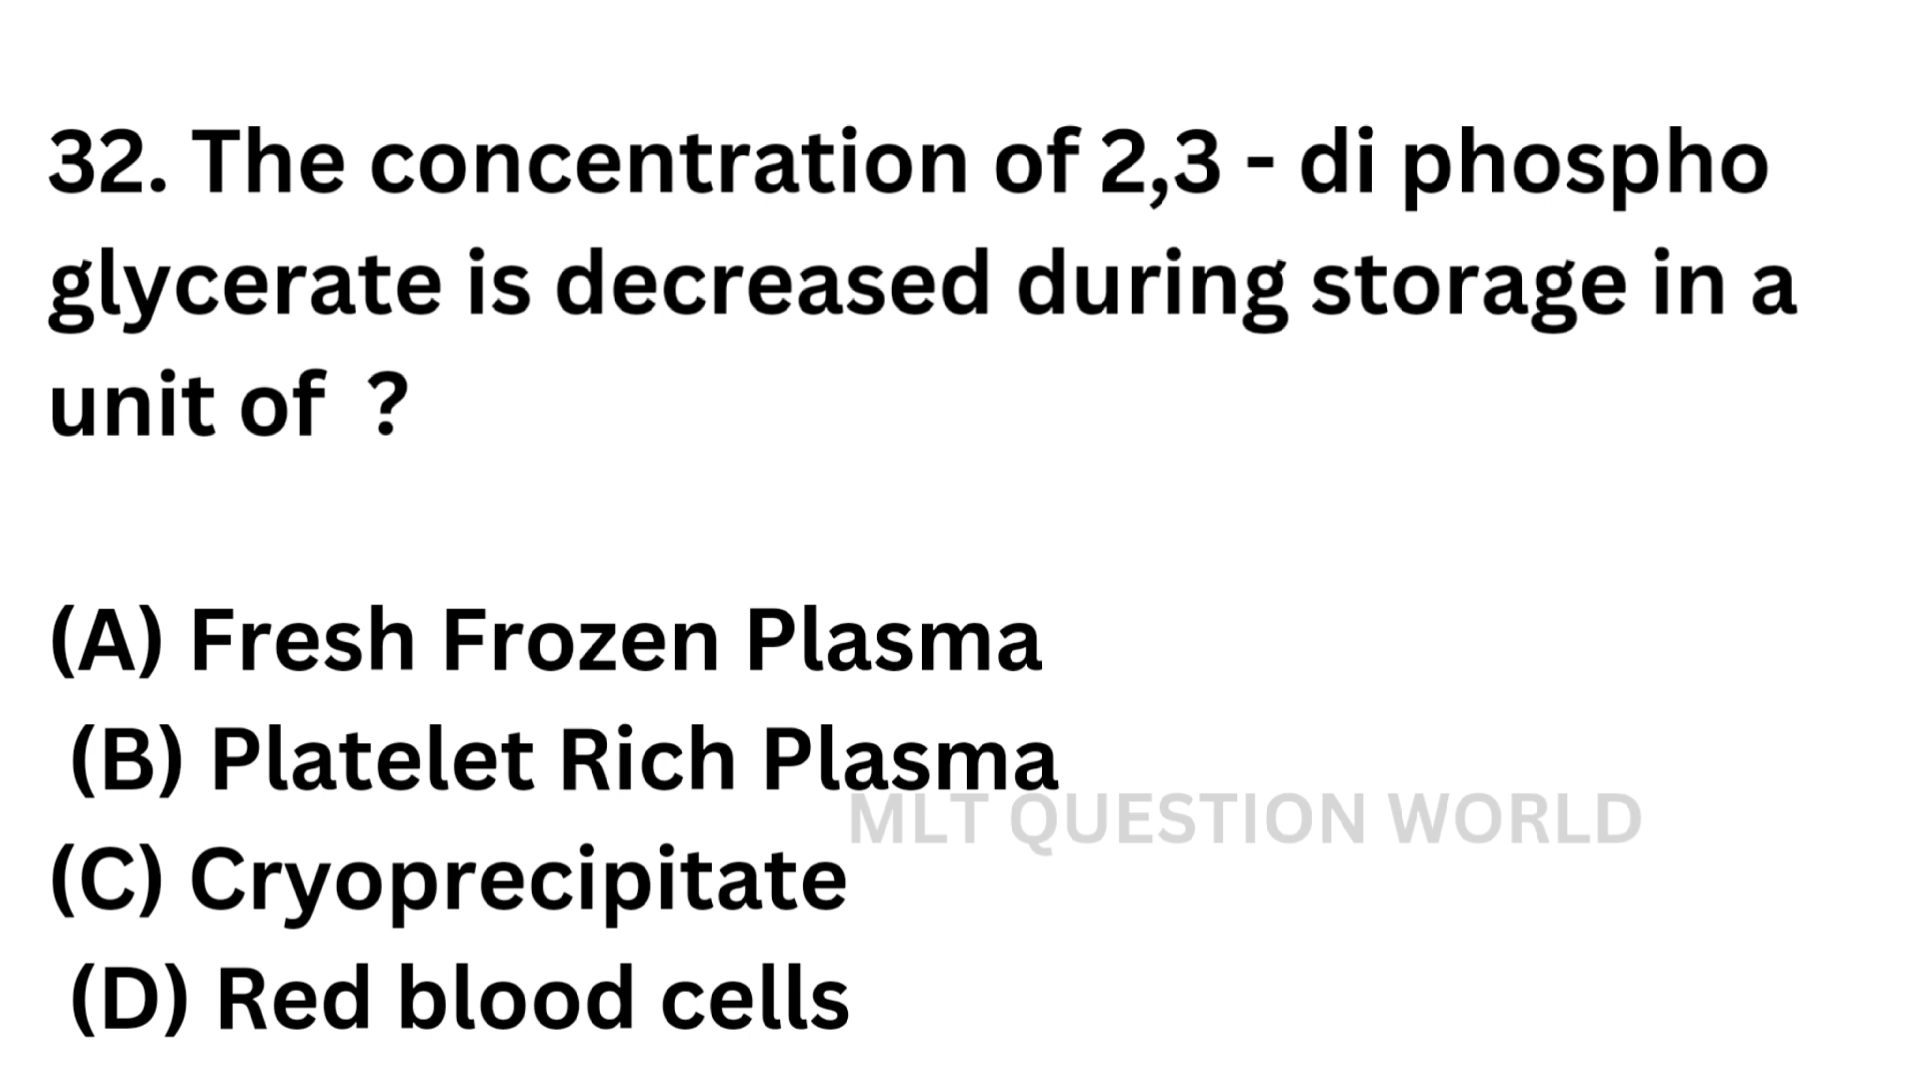 32. The concentration of 2,3 - di phospho
glycerate is decreased during storage in a
unit of ?
(A) Fresh Frozen Plasma
(B) Platelet Rich Plasma
MLT QUESTION WORLD
(C) Cryoprecipitate
(D) Red blood cells